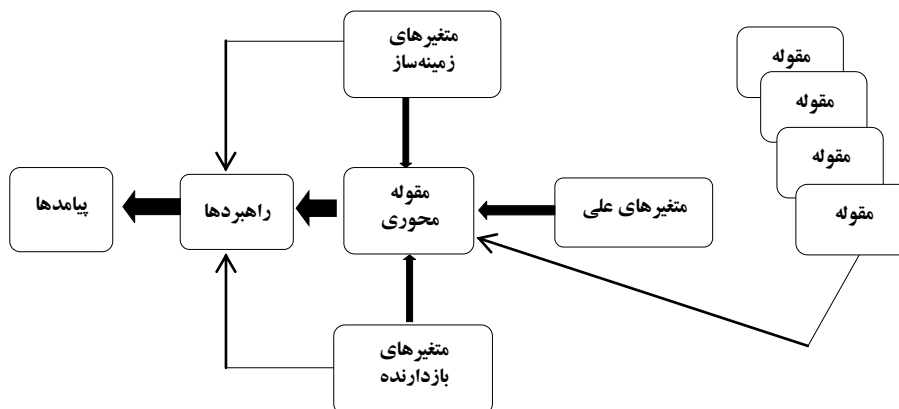 مقوله
مقوله
مقوله
مقوله
متغیرهای
زمینه‌ساز
متغیرهای علی
مقوله
محوری
راهبردها
پیامدها
متغیرهای
بازدارنده